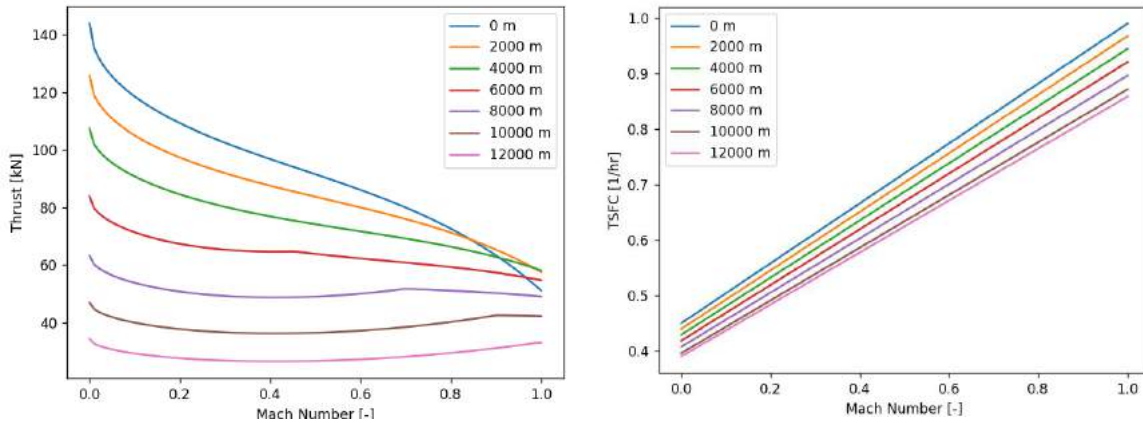 140
120
100
80
60
40
Thrust [kN]
0.0 0.2 0.4 0.6 0.8 1.0
Mach Number [-]
0 m
2000 m
4000 m
6000 m
8000 m
10000 m
12000 m
1.0
0.9
0.8
0.7
0.6
0.5
0.4
TSFC [1/hr]
0.0 0.2 0.4 0.6 0.8 1.0
Mach Number [-]
0 m
2000 m
4000 m
6000 m
8000 m
10000 m
12000 m